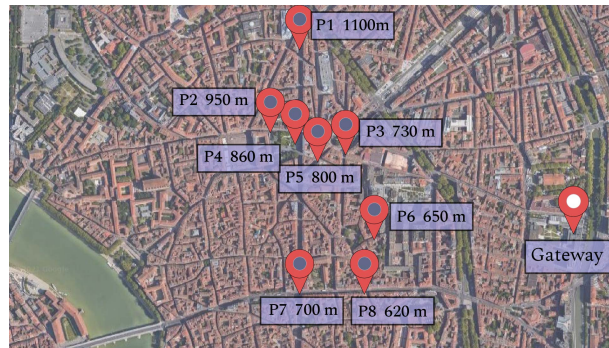 P1 1100m
P2 950 m
P3 730 m
P4 860 m
P5 800 m
P6 650 m
Gateway
P7 700 m
P8 620 m